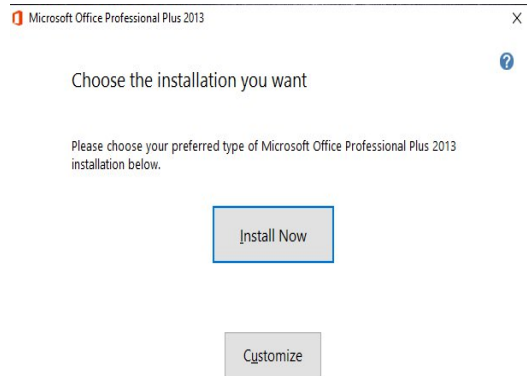 Microsoft Office Professional Plus 2013
Choose the installation you want
Please choose your preferred type of Microsoft Office Professional Plus 2013
installation below.
Install Now
Customize